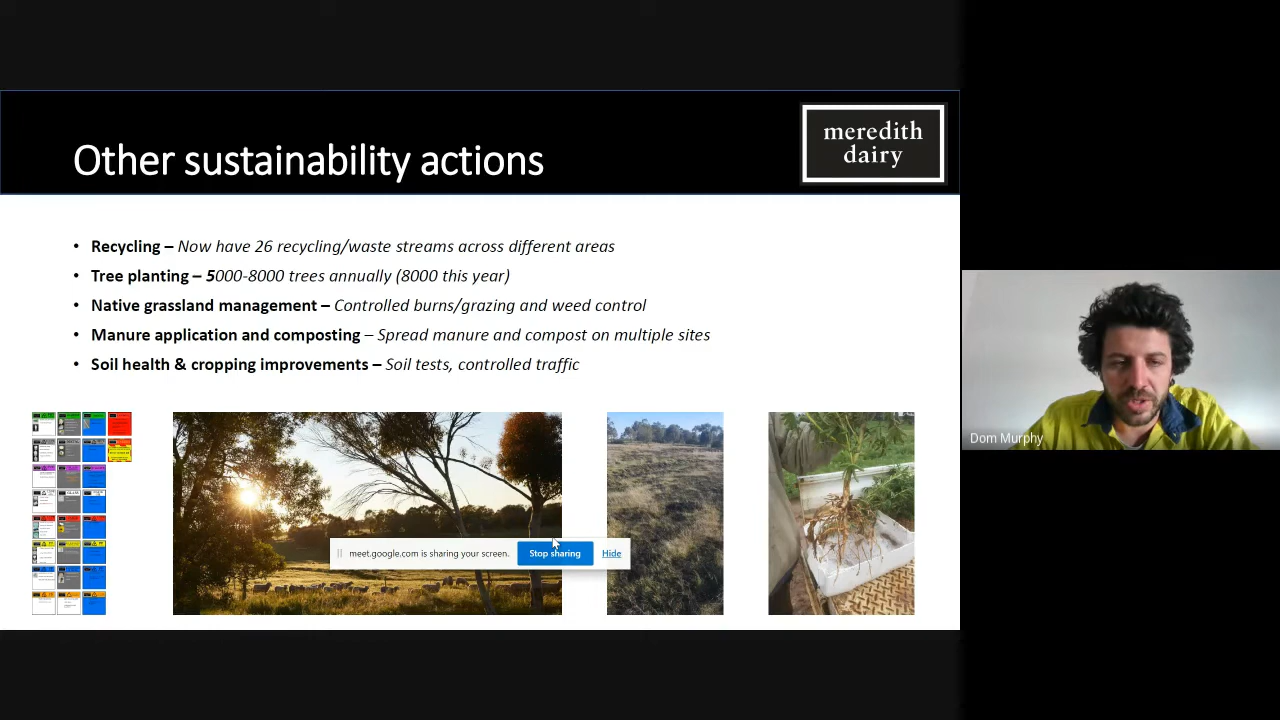 Other sustainability actions
meredith
dairy
• Recycling – Now have 26 recycling/waste streams across different areas
• Tree planting – 5000-8000 trees annually (8000 this year)
• Native grassland management – Controlled burns/grazing and weed control
• Manure application and composting – Spread manure and compost on multiple sites
• Soil health & cropping improvements – Soil tests, controlled traffic
Dom Murphy
meet.google.com is sharing your screen. Stop sharing Hide